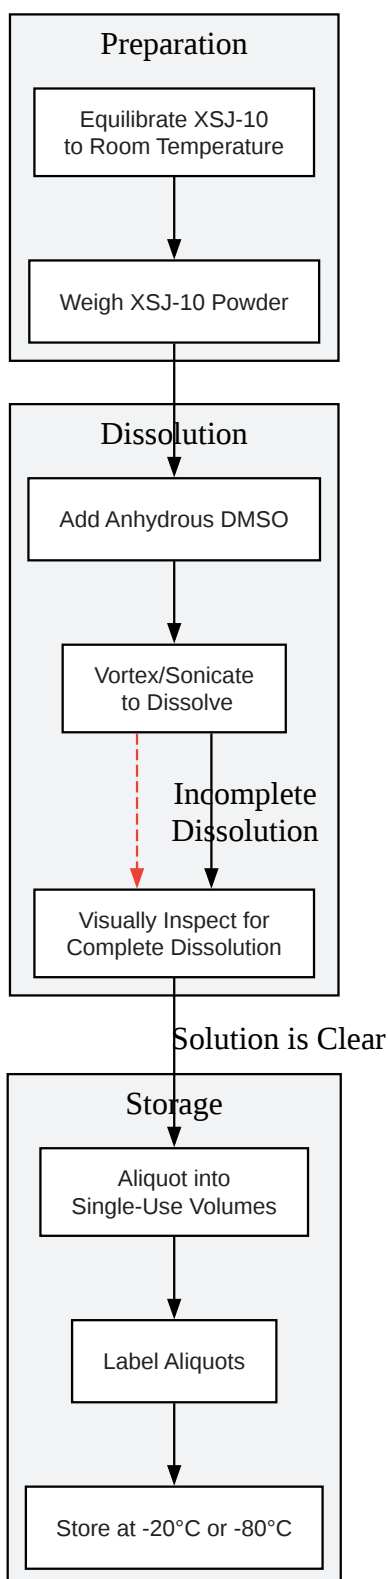 Preparation
Equilibrate XSJ-10
to Room Temperature
Weigh XSJ-10 Powder
Dissolution
Add Anhydrous DMSO
Vortex/Sonicate
to Dissolve
Incomplete
Dissolution
Visually Inspect for
Complete Dissolution
Solution is Clear
Storage
Aliquot into
Single-Use Volumes
Label Aliquots
Store at -20°C or -80°C